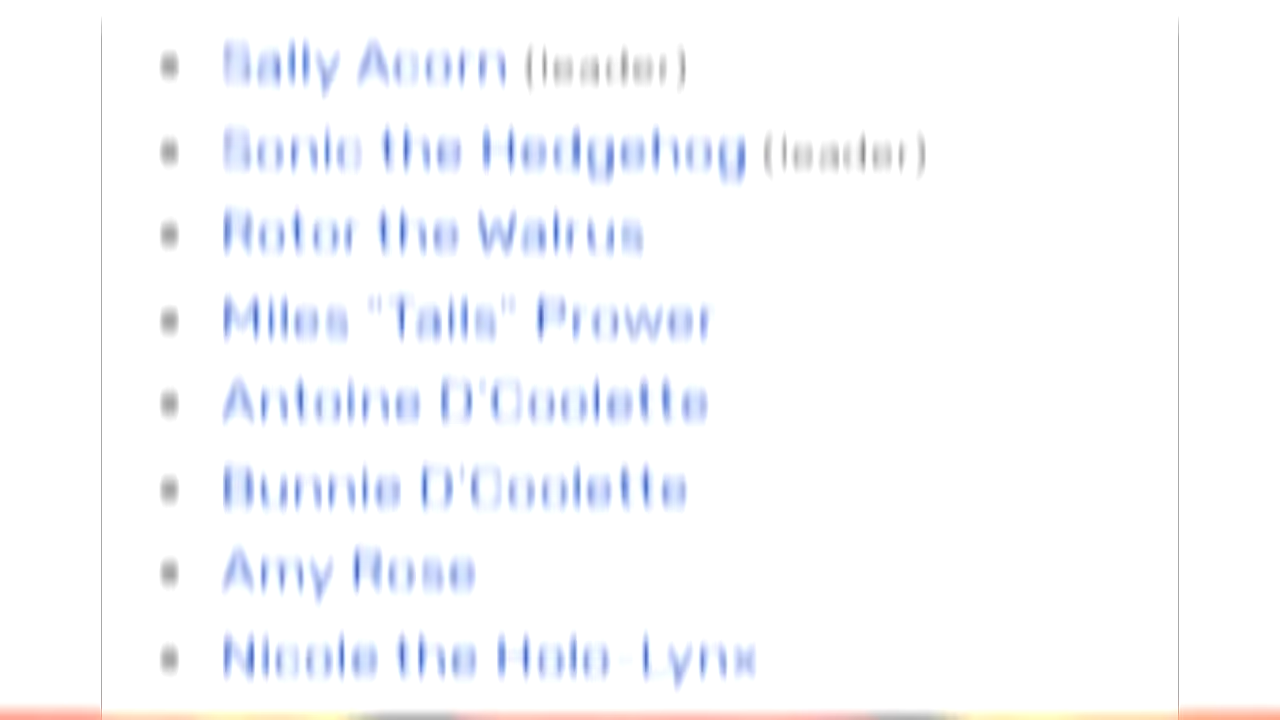 Sally Acorn (leader)
Sonic the Hedgehog (leader)
Rotor the Walrus
Miles "Tails" Prower
Antoine D'Coolette
Bunnie D'Coolette
Amy Rose
Nicole the Holo-Lynx